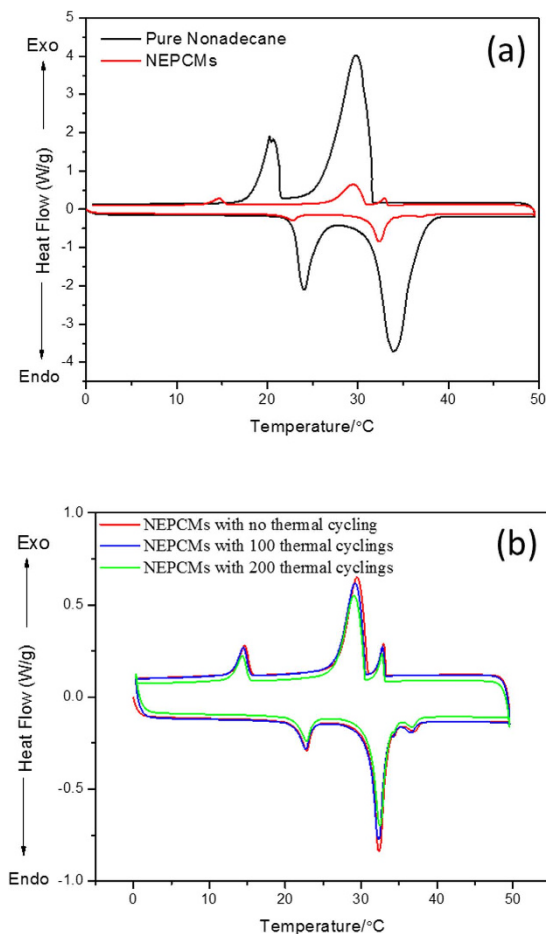 Exo
Heat Flow (W/g)
Endo
5
4
3
2
1
0
-1
-2
-3
-4
Pure Nonadecane
NEPCMs
(a)
0 10 20 30 40 50
Temperature/°C
Exo
Heat Flow (W/g)
Endo
1.0
0.5
0.0
-0.5
-1.0
NEPCMs with no thermal cycling
NEPCMs with 100 thermal cyclings
NEPCMs with 200 thermal cyclings
(b)
0 10 20 30 40 50
Temperature/°C